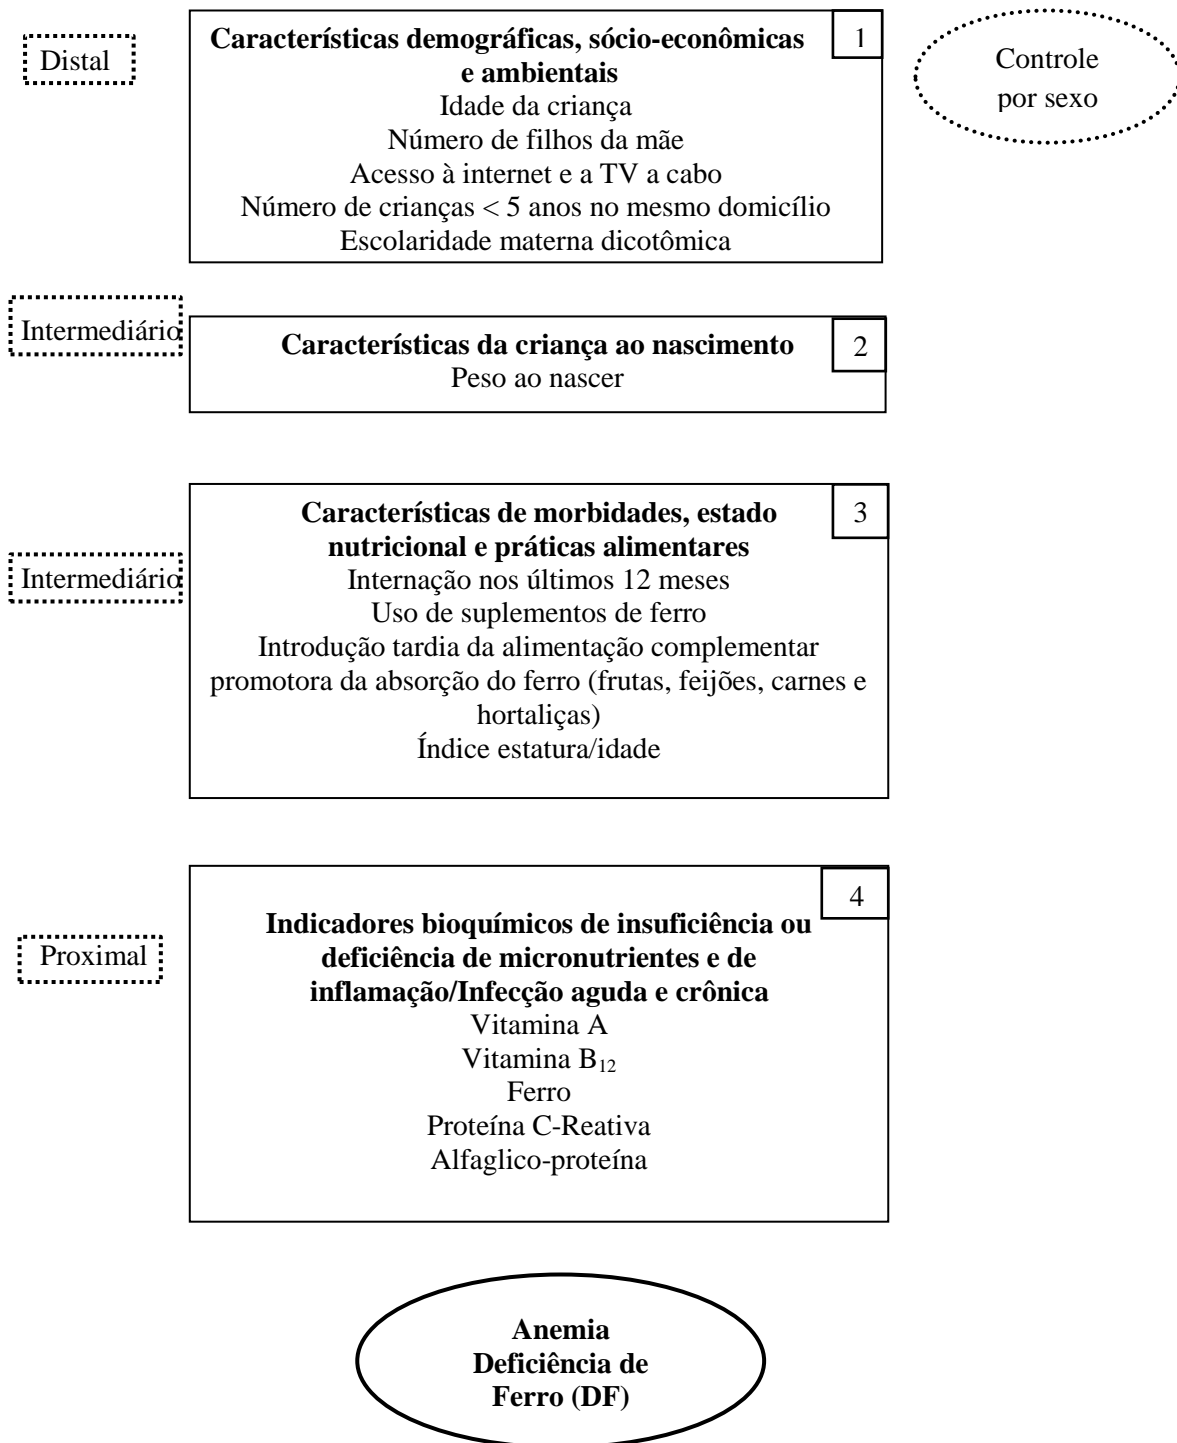 Distal
Características demográficas, sócio-econômicas
e ambientais
1
Idade da criança
Número de filhos da mãe
Acesso à internet e a TV a cabo
Número de crianças < 5 anos no mesmo domicílio
Escolaridade materna dicotômica
Controle
por sexo
Intermediário
Características da criança ao nascimento
2
Peso ao nascer
Intermediário
Características de morbidades, estado
nutricional e práticas alimentares
3
Internação nos últimos 12 meses
Uso de suplementos de ferro
Introdução tardia da alimentação complementar
promotora da absorção do ferro (frutas, feijões, carnes e
hortaliças)
Índice estatura/idade
Proximal
4
Indicadores bioquímicos de insuficiência ou
deficiência de micronutrientes e de
inflamação/Infecção aguda e crônica
Vitamina A
Vitamina B₁₂
Ferro
Proteína C-Reativa
Alfaglico-proteína
Anemia
Deficiência de
Ferro (DF)